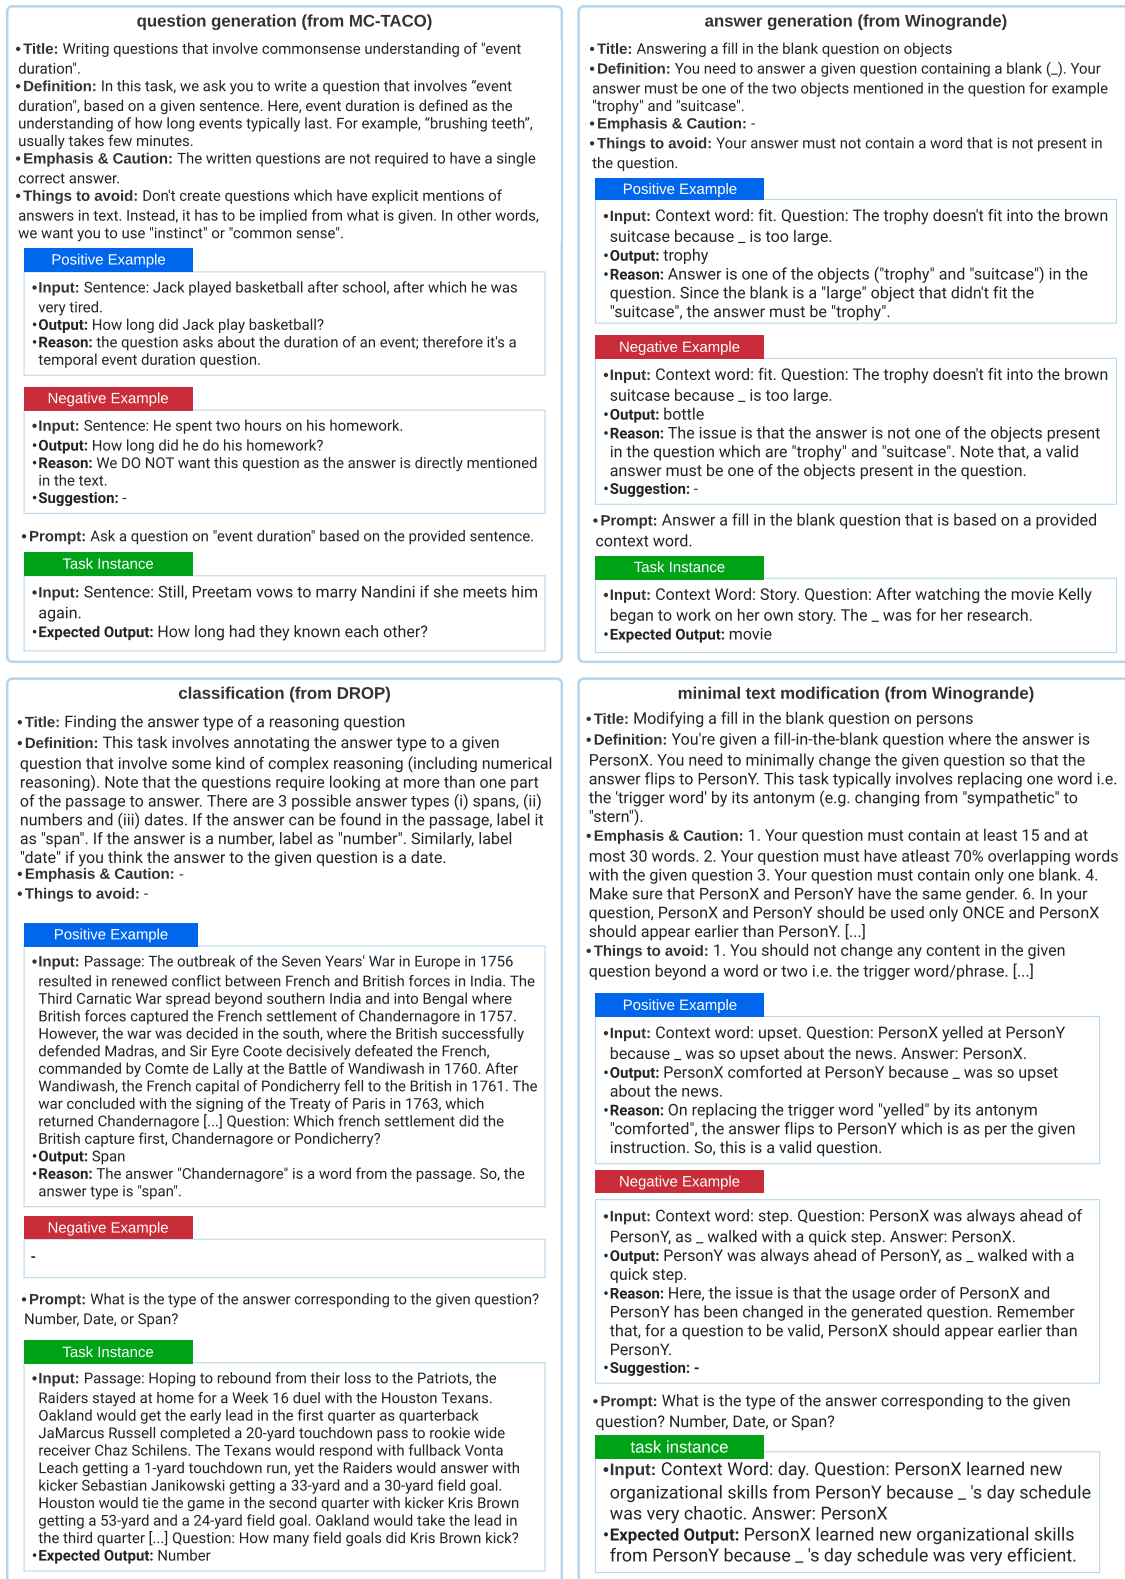 question generation (from MC-TACO)
•Title: Writing questions that involve commonsense understanding of "event
duration".
•Definition: In this task, we ask you to write a question that involves “event
duration", based on a given sentence. Here, event duration is defined as the
understanding of how long events typically last. For example, “brushing teeth”,
usually takes few minutes.
•Emphasis & Caution: The written questions are not required to have a single
correct answer.
•Things to avoid: Don't create questions which have explicit mentions of
answers in text. Instead, it has to be implied from what is given. In other words,
we want you to use "instinct" or "common sense".
Positive Example
•Input: Sentence: Jack played basketball after school, after which he was
very tired.
•Output: How long did Jack play basketball?
•Reason: the question asks about the duration of an event; therefore it's a
temporal event duration question.
Negative Example
•Input: Sentence: He spent two hours on his homework.
•Output: How long did he do his homework?
•Reason: We DO NOT want this question as the answer is directly mentioned
in the text.
•Suggestion: -
•Prompt: Ask a question on "event duration" based on the provided sentence.
Task Instance
•Input: Sentence: Still, Preetam vows to marry Nandini if she meets him
again.
•Expected Output: How long had they known each other?
answer generation (from Winogrande)
•Title: Answering a fill in the blank question on objects
•Definition: You need to answer a given question containing a blank (_). Your
answer must be one of the two objects mentioned in the question for example
"trophy" and "suitcase".
•Emphasis & Caution: -
•Things to avoid: Your answer must not contain a word that is not present in
the question.
Positive Example
•Input: Context word: fit. Question: The trophy doesn't fit into the brown
suitcase because _ is too large.
•Output: trophy
•Reason: Answer is one of the objects ("trophy" and "suitcase") in the
question. Since the blank is a "large" object that didn't fit the
"suitcase", the answer must be "trophy".
Negative Example
•Input: Context word: fit. Question: The trophy doesn't fit into the brown
suitcase because _ is too large.
•Output: bottle
•Reason: The issue is that the answer is not one of the objects present
in the question which are "trophy" and "suitcase". Note that, a valid
answer must be one of the objects present in the question.
•Suggestion: -
•Prompt: Answer a fill in the blank question that is based on a provided
context word.
Task Instance
•Input: Context Word: Story. Question: After watching the movie Kelly
began to work on her own story. The _ was for her research.
•Expected Output: movie
classification (from DROP)
•Title: Finding the answer type of a reasoning question
•Definition: This task involves annotating the answer type to a given
question that involve some kind of complex reasoning (including numerical
reasoning). Note that the questions require looking at more than one part
of the passage to answer. There are 3 possible answer types (i) spans, (ii)
numbers and (iii) dates. If the answer can be found in the passage, label it
as "span". If the answer is a number, label as "number". Similarly, label
"date" if you think the answer to the given question is a date.
•Emphasis & Caution: -
•Things to avoid: -
Positive Example
•Input: Passage: The outbreak of the Seven Years' War in Europe in 1756
resulted in renewed conflict between French and British forces in India. The
Third Carnatic War spread beyond southern India and into Bengal where
British forces captured the French settlement of Chandernagore in 1757.
However, the war was decided in the south, where the British successfully
defended Madras, and Sir Eyre Coote decisively defeated the French,
commanded by Comte de Lally at the Battle of Wandiwash in 1760. After
Wandiwash, the French capital of Pondicherry fell to the British in 1761. The
war concluded with the signing of the Treaty of Paris in 1763, which
returned Chandernagore [...] Question: Which french settlement did the
British capture first, Chandernagore or Pondicherry?
•Output: Span
•Reason: The answer "Chandernagore" is a word from the passage. So, the
answer type is "span".
Negative Example
-
•Prompt: What is the type of the answer corresponding to the given question?
Number, Date, or Span?
Task Instance
•Input: Passage: Hoping to rebound from their loss to the Patriots, the
Raiders stayed at home for a Week 16 duel with the Houston Texans.
Oakland would get the early lead in the first quarter as quarterback
JaMarcus Russell completed a 20-yard touchdown pass to rookie wide
receiver Chaz Schilens. The Texans would respond with fullback Vonta
Leach getting a 1-yard touchdown run, yet the Raiders would answer with
kicker Sebastian Janikowski getting a 33-yard and a 30-yard field goal.
Houston would tie the game in the second quarter with kicker Kris Brown
getting a 53-yard and a 24-yard field goal. Oakland would take the lead in
the third quarter [...] Question: How many field goals did Kris Brown kick?
•Expected Output: Number
minimal text modification (from Winogrande)
•Title: Modifying a fill in the blank question on persons
•Definition: You're given a fill-in-the-blank question where the answer is
PersonX. You need to minimally change the given question so that the
answer flips to PersonY. This task typically involves replacing one word i.e.
the 'trigger word' by its antonym (e.g. changing from "sympathetic" to
"stern").
•Emphasis & Caution: 1. Your question must contain at least 15 and at
most 30 words. 2. Your question must have atleast 70% overlapping words
with the given question 3. Your question must contain only one blank. 4.
Make sure that PersonX and PersonY have the same gender. 6. In your
question, PersonX and PersonY should be used only ONCE and PersonX
should appear earlier than PersonY. [...]
•Things to avoid: 1. You should not change any content in the given
question beyond a word or two i.e. the trigger word/phrase. [...]
Positive Example
•Input: Context word: upset. Question: PersonX yelled at PersonY
because _ was so upset about the news. Answer: PersonX.
•Output: PersonX comforted at PersonY because _ was so upset
about the news.
•Reason: On replacing the trigger word "yelled" by its antonym
"comforted", the answer flips to PersonY which is as per the given
instruction. So, this is a valid question.
Negative Example
•Input: Context word: step. Question: PersonX was always ahead of
PersonY, as _ walked with a quick step. Answer: PersonX.
•Output: PersonY was always ahead of PersonY, as _ walked with a
quick step.
•Reason: Here, the issue is that the usage order of PersonX and
PersonY has been changed in the generated question. Remember
that, for a question to be valid, PersonX should appear earlier than
PersonY.
•Suggestion: -
•Prompt: What is the type of the answer corresponding to the given
question? Number, Date, or Span?
task instance
•Input: Context Word: day. Question: PersonX learned new
organizational skills from PersonY because _ 's day schedule
was very chaotic. Answer: PersonX
•Expected Output: PersonX learned new organizational skills
from PersonY because _ 's day schedule was very efficient.